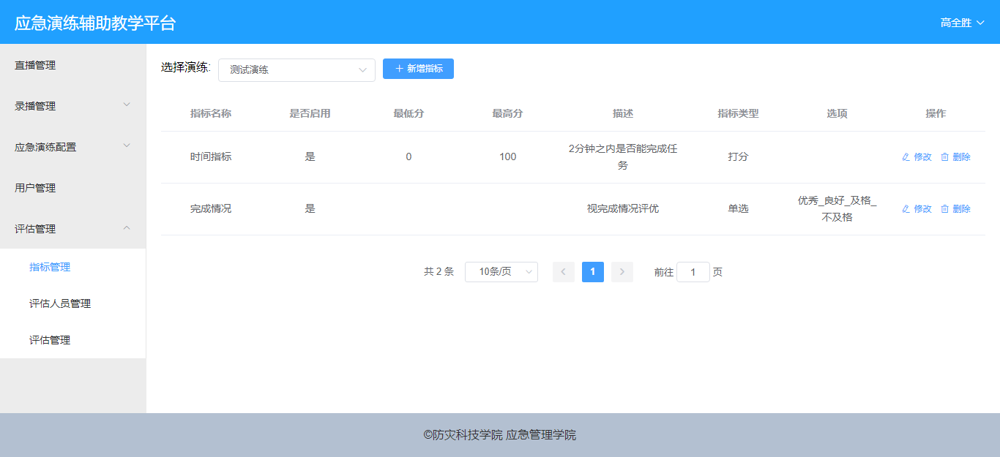 应急演练辅助教学平台
高全胜
直播管理
录播管理
应急演练配置
用户管理
评估管理
指标管理
评估人员管理
评估管理
选择演练: 测试演练 新增指标
指标名称 是否启用 最低分 最高分 描述 指标类型 选项 操作
时间指标 是 0 100 2分钟之内是否能完成任 打分 修改 删除
务
完成情况 是 视完成情况评优 单选 优秀_良好_及格_ 修改 删除
不及格
共 2 条 10条/页 1 前往 1 页
©防灾科技学院 应急管理学院